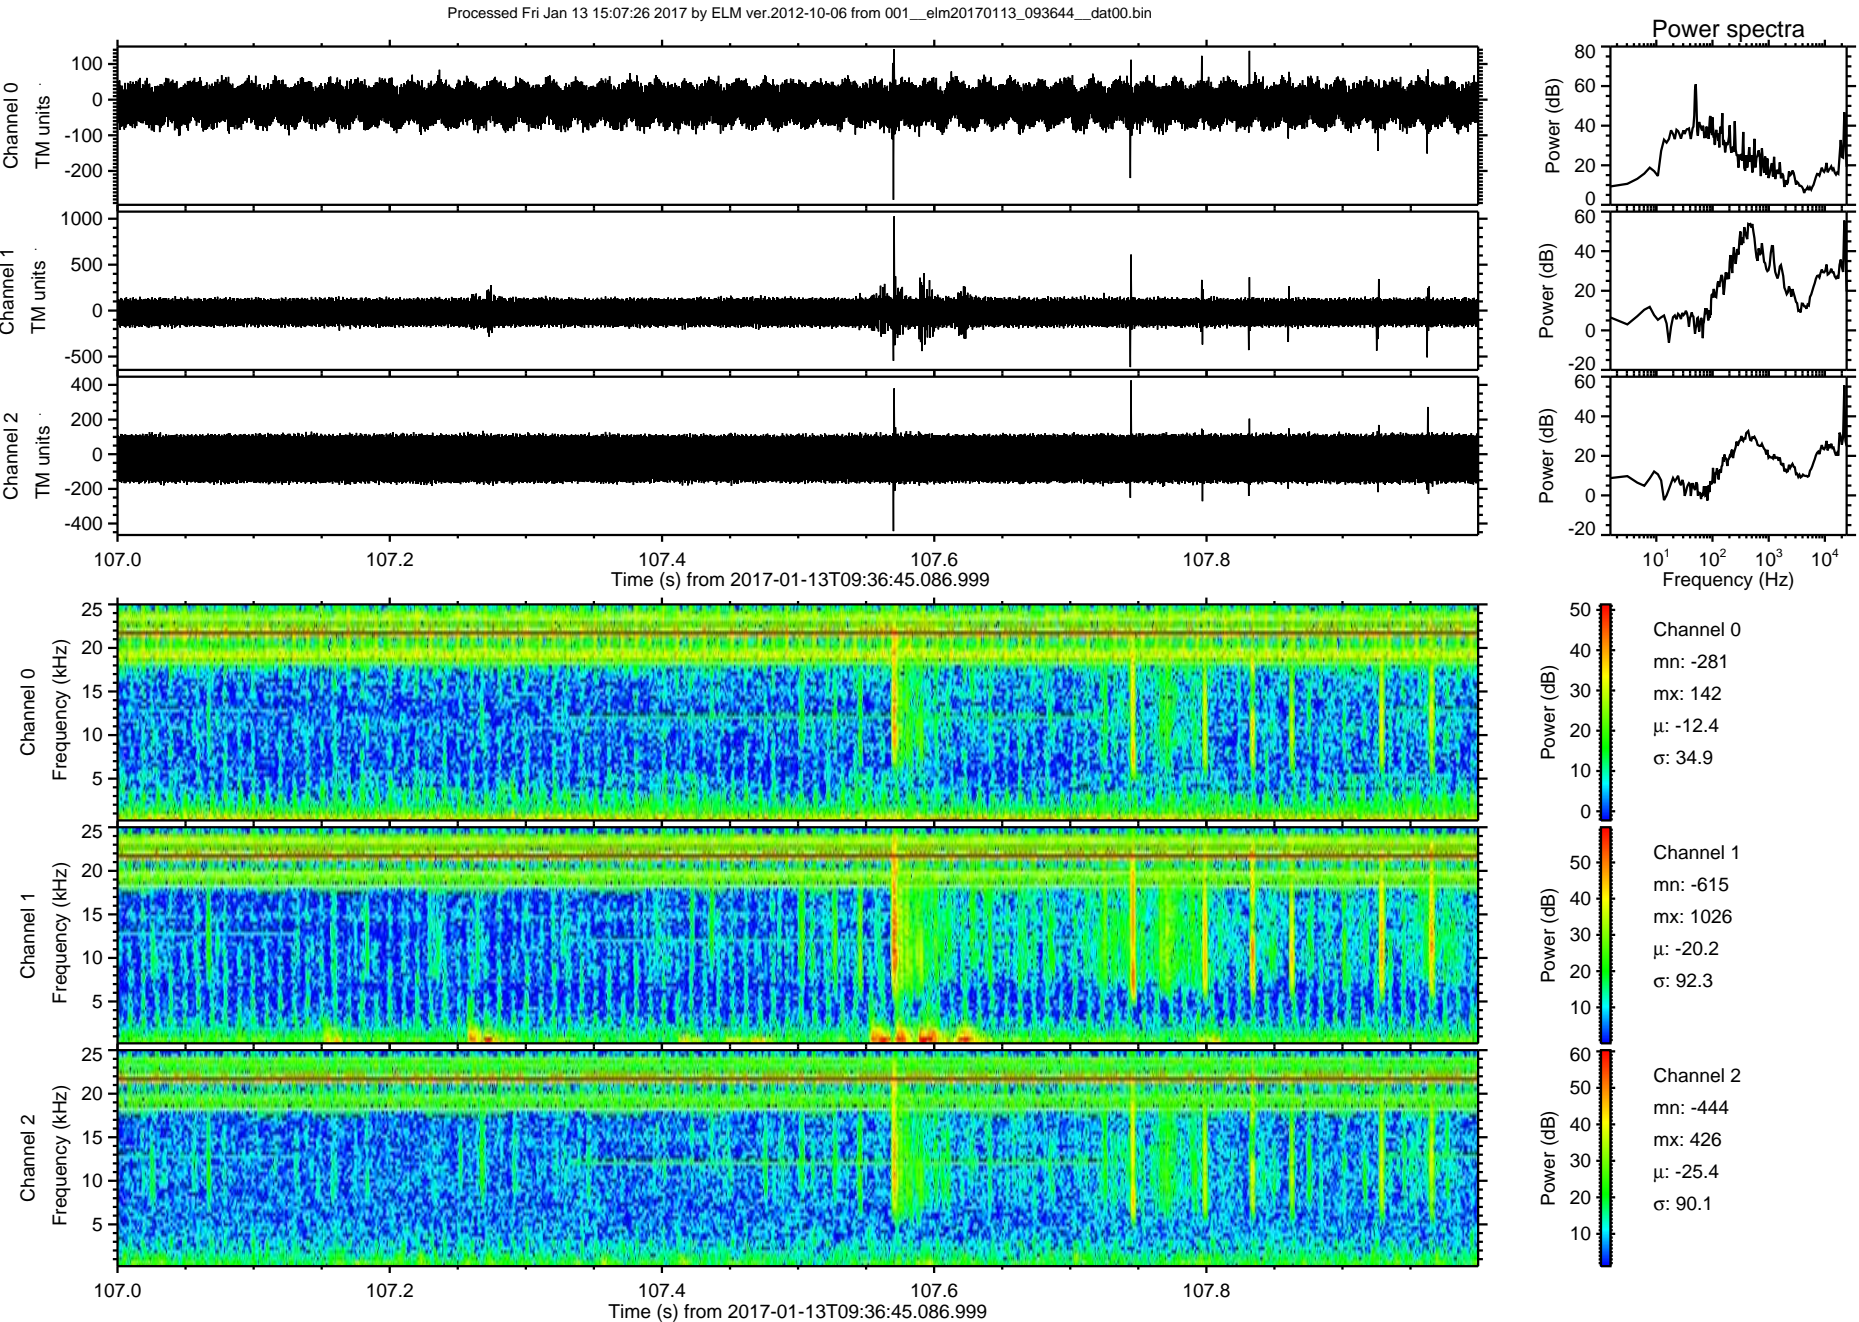 Processed Fri Jan 13 15:07:26 2017 by ELM ver.2012-10-06 from 001__elm20170113_093644__dat00.bin
Power spectra
Channel 0
TM units
100
0
-100
-200
Power (dB)
80
60
40
20
0
Channel 1
TM units
1000
500
0
-500
Power (dB)
60
40
20
0
-20
Channel 2
TM units
400
200
0
-200
-400
Power (dB)
60
40
20
0
-20
107.0 107.2 107.4 107.6 107.8
Time (s) from 2017-01-13T09:36:45.086.999
10¹ 10² 10³ 10⁴
Frequency (Hz)
Channel 0
Frequency (kHz)
25
20
15
10
5
Power (dB)
50
40
30
20
10
0
Channel 0
mn: -281
mx: 142
μ: -12.4
σ: 34.9
Channel 1
Frequency (kHz)
25
20
15
10
5
Power (dB)
50
40
30
20
10
Channel 1
mn: -615
mx: 1026
μ: -20.2
σ: 92.3
Channel 2
Frequency (kHz)
25
20
15
10
5
Power (dB)
60
50
40
30
20
10
Channel 2
mn: -444
mx: 426
μ: -25.4
σ: 90.1
107.0 107.2 107.4 107.6 107.8
Time (s) from 2017-01-13T09:36:45.086.999